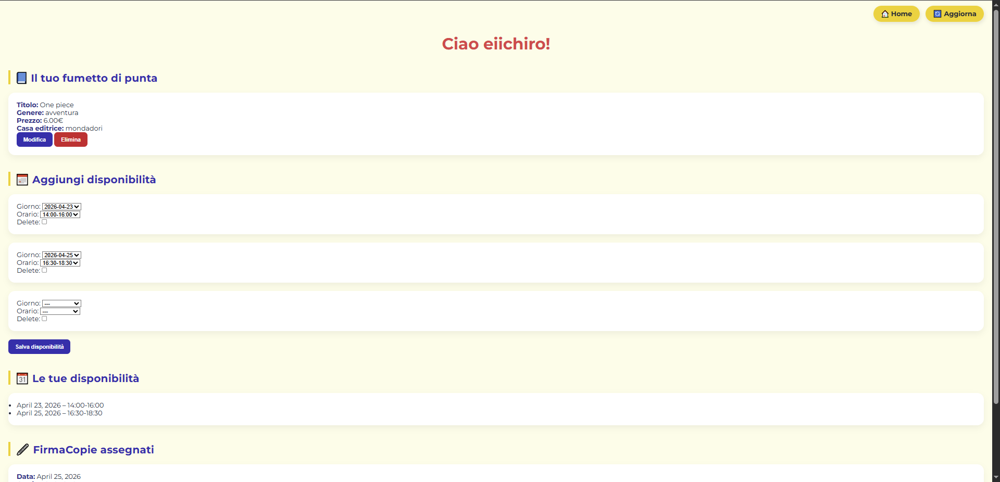 Home
Aggiorna
Ciao eiichiro!
Il tuo fumetto di punta
Titolo: One piece
Genere: avventura
Prezzo: 6.00€
Casa editrice: mondadori
Modifica Elimina
Aggiungi disponibilità
Giorno: 2026-04-23
Orario: 14:00-16:00
Delete:
Giorno: 2026-04-25
Orario: 16:30-18:30
Delete:
Giorno: ---
Orario: ---
Delete:
Salva disponibilità
31 Le tue disponibilità
April 23, 2026 – 14:00-16:00
April 25, 2026 – 16:30-18:30
FirmaCopie assegnati
Data: April 25, 2026